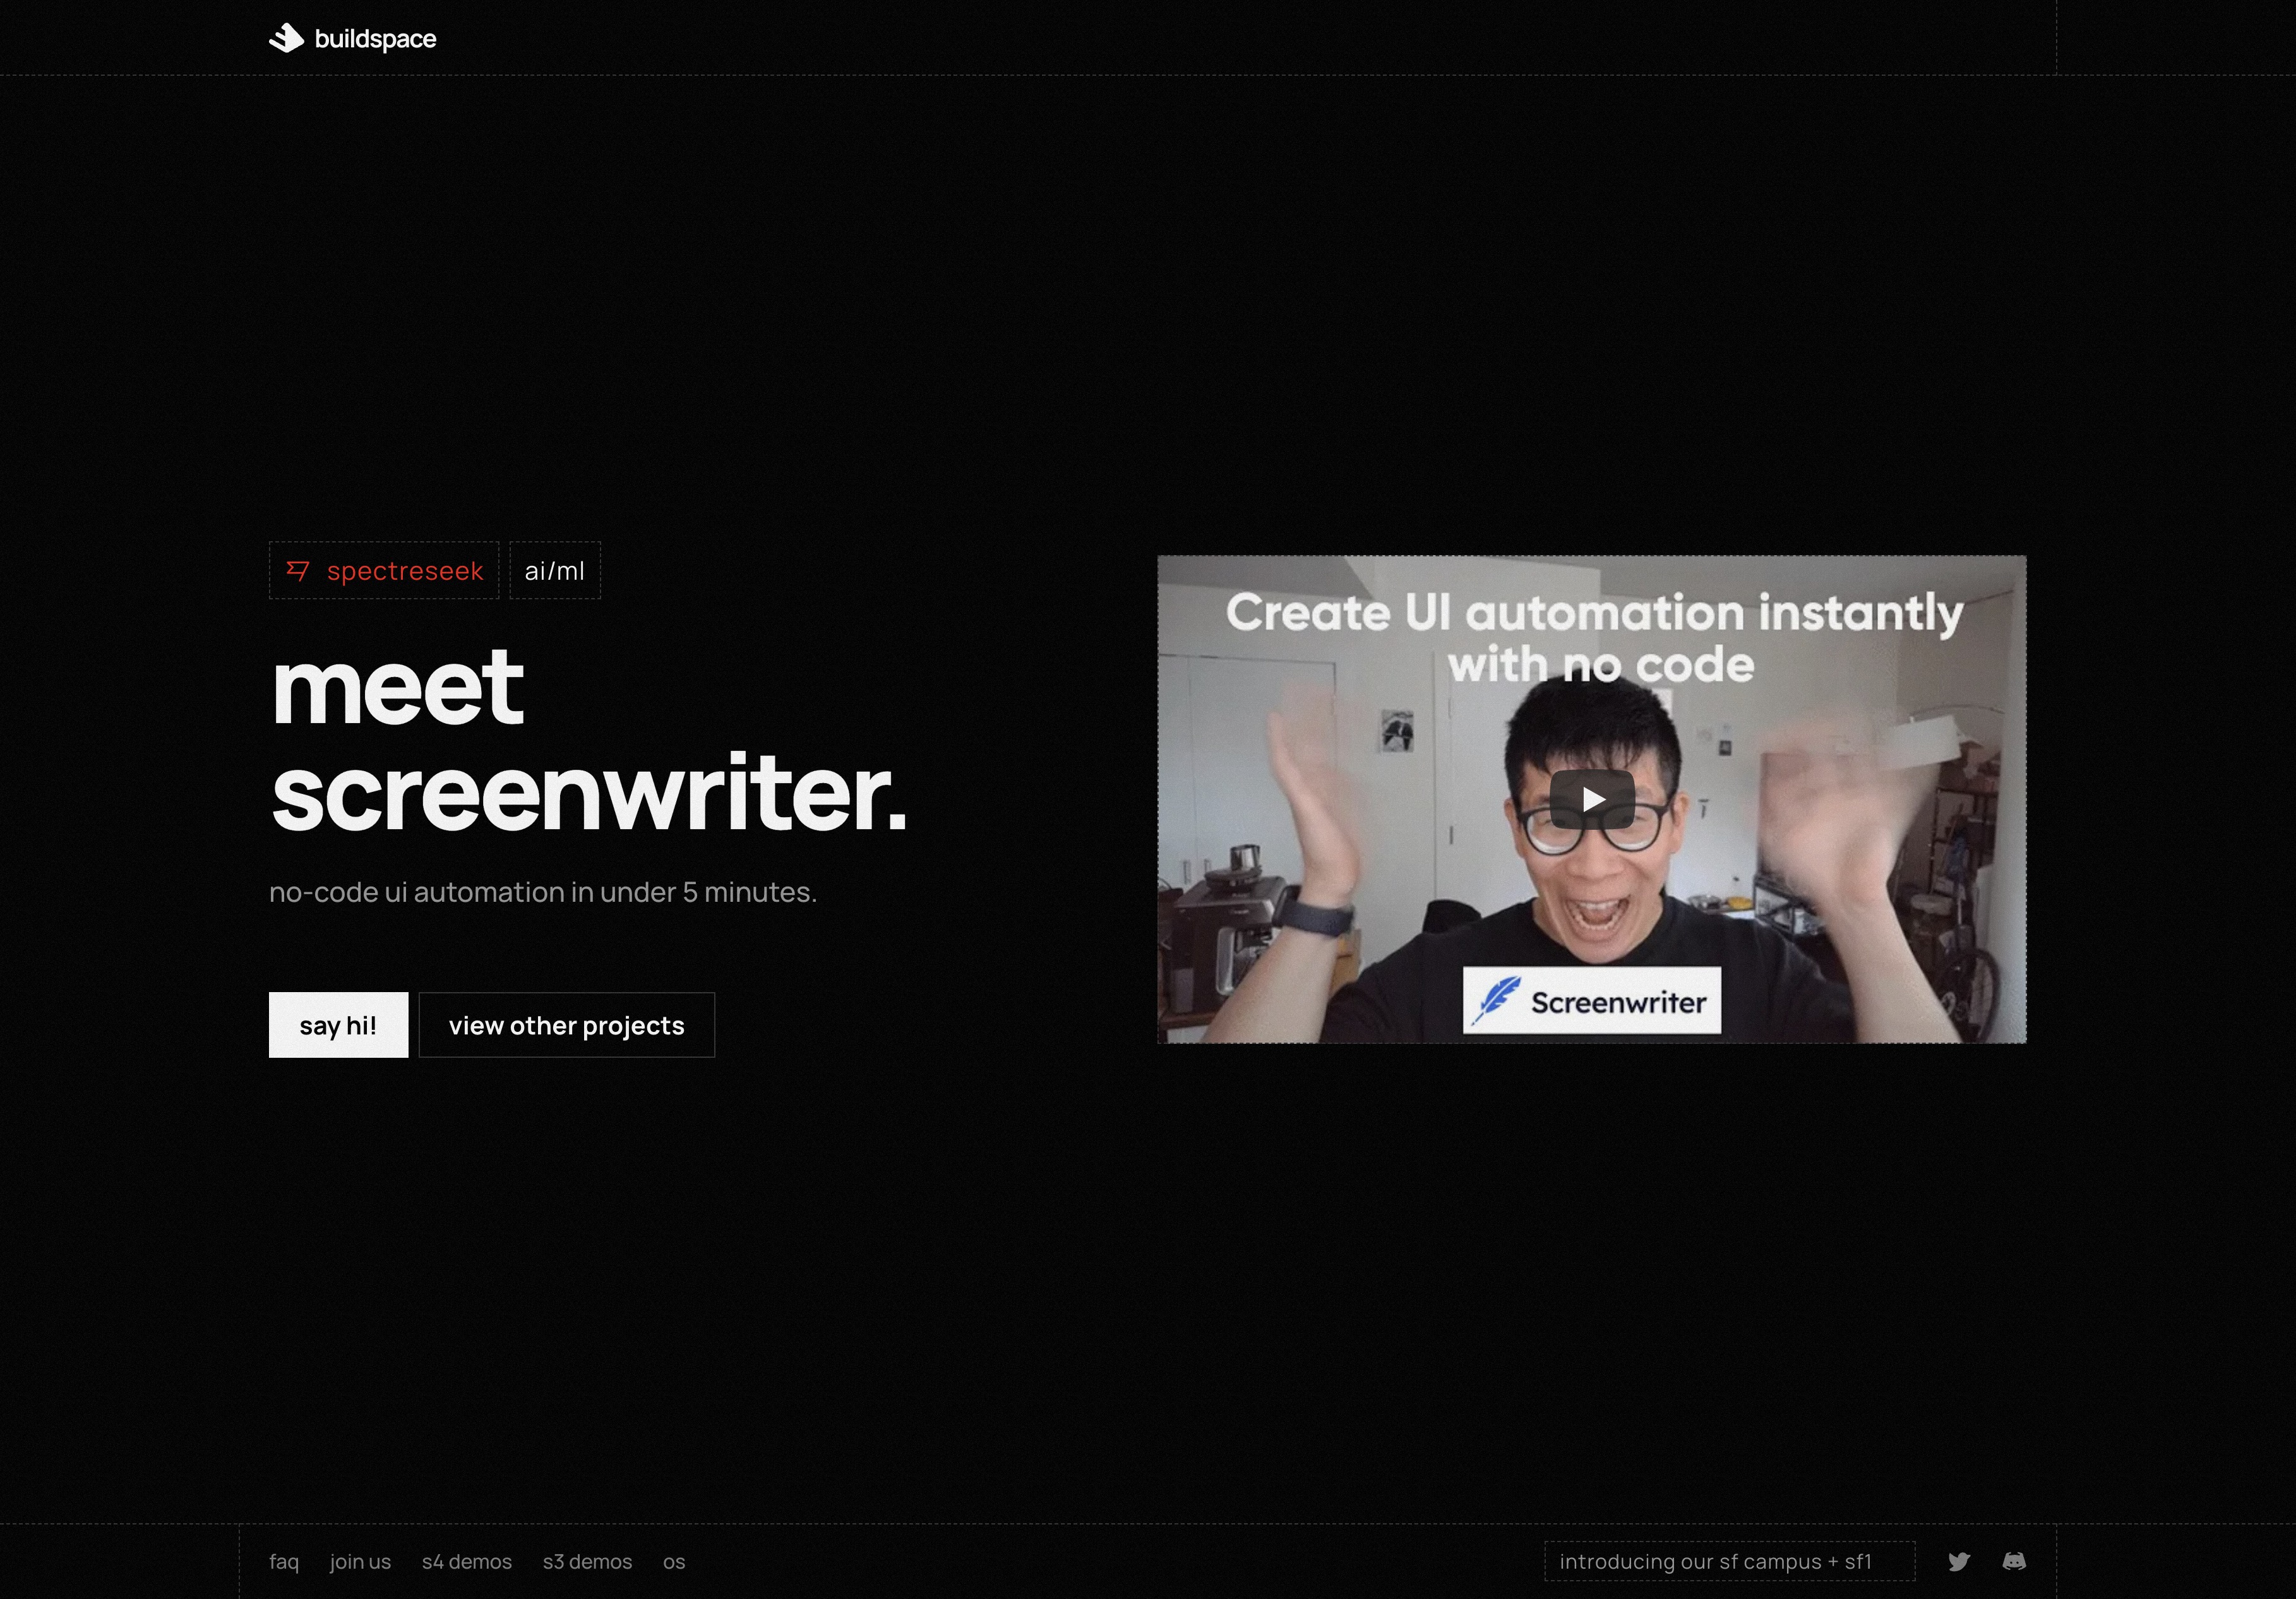 buildspace
spectreseek
ai/ml
meet
screenwriter.
no-code ui automation in under 5 minutes.
say hi!
view other projects
Create UI automation instantly
with no code
Screenwriter
faq
join us
s4 demos
s3 demos
os
introducing our sf campus + sf1